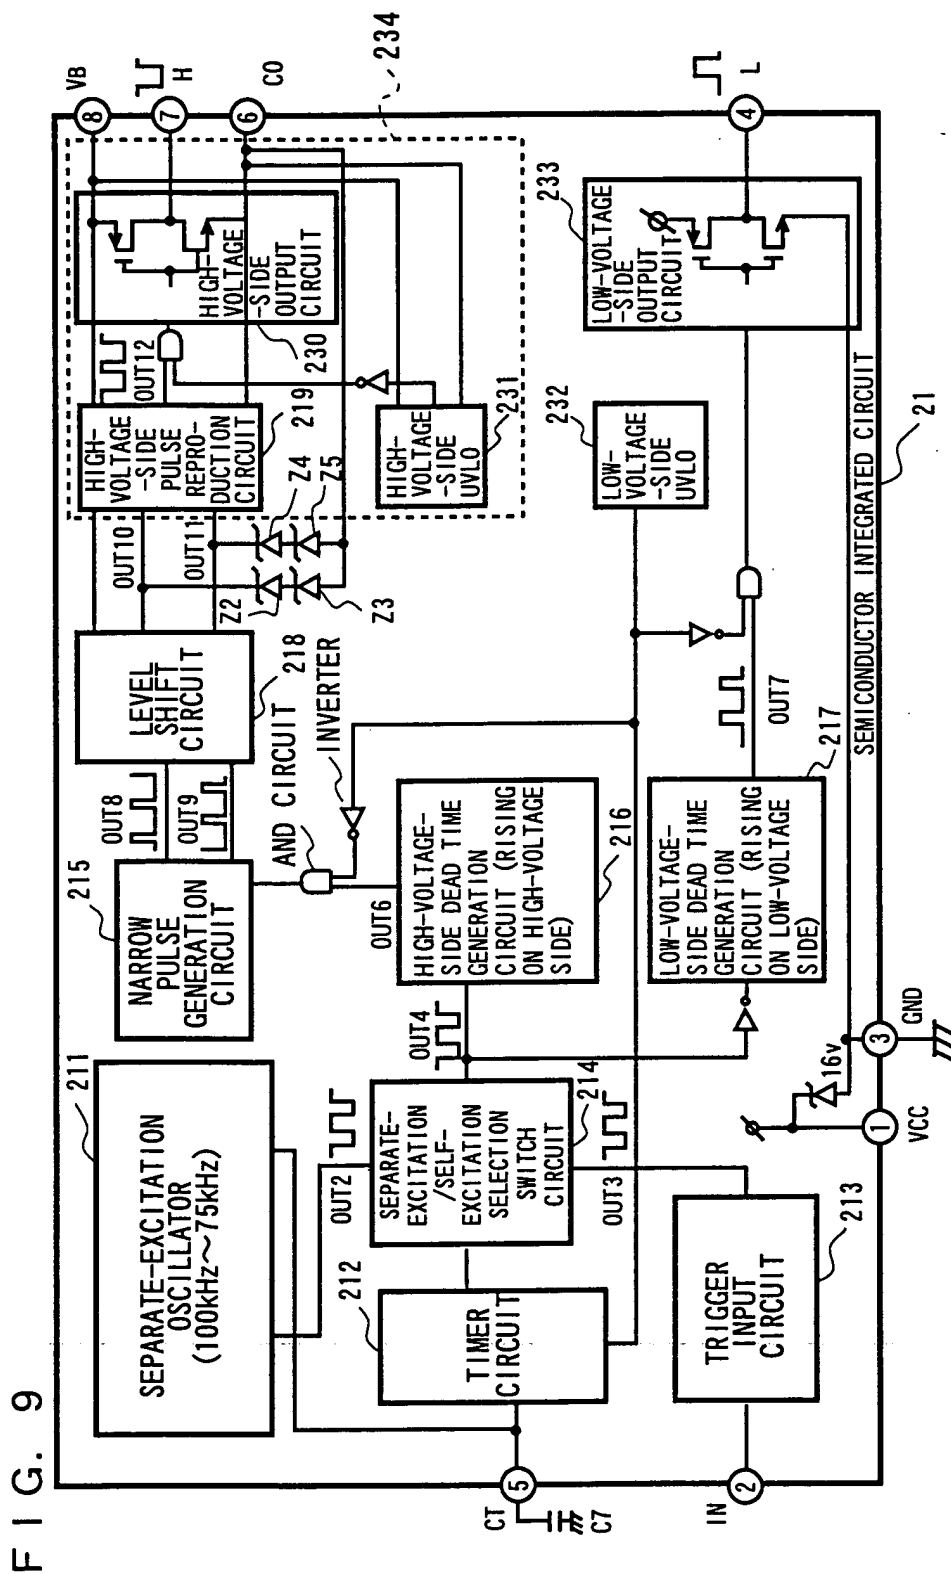 FIG. 9
211
SEPARATE-EXCITATION
OSCILLATOR
(100kHz～75kHz)
215
NARROW
PULSE
GENERATION
CIRCUIT
OUT8
OUT9
LEVEL
SHIFT
CIRCUIT
218
OUT10
OUT11
Z2
Z3
Z4
Z5
HIGH-
VOLTAGE
-SIDE
PULSE
REPRO-
DUCTION
CIRCUIT
219
OUT12
HIGH-
VOLTAGE
-SIDE
OUTPUT
CIRCUIT
230
VB
8
H
7
CO
6
234
HIGH-
VOLTAGE
-SIDE
UVLO
231
AND CIRCUIT
INVERTER
OUT2
212
TIMER
CIRCUIT
SEPARATE-
EXCITATION
/SELF-
EXCITATION
SELECTION
SWITCH
CIRCUIT
214
OUT3
OUT4
OUT6
HIGH-VOLTAGE-
SIDE DEAD TIME
GENERATION
CIRCUIT (RISING
ON HIGH-VOLTAGE
SIDE)
216
LOW-
VOLTAGE
-SIDE
UVLO
232
LOW-VOLTAGE
-SIDE
OUTPUT
CIRCUIT
233
4
L
CT
5
C7
IN
2
TRIGGER
INPUT
CIRCUIT
213
LOW-VOLTAGE-
SIDE DEAD TIME
GENERATION
CIRCUIT (RISING
ON LOW-VOLTAGE
SIDE)
217
OUT7
16v
1
VCC
3
GND
SEMICONDUCTOR INTEGRATED CIRCUIT
21